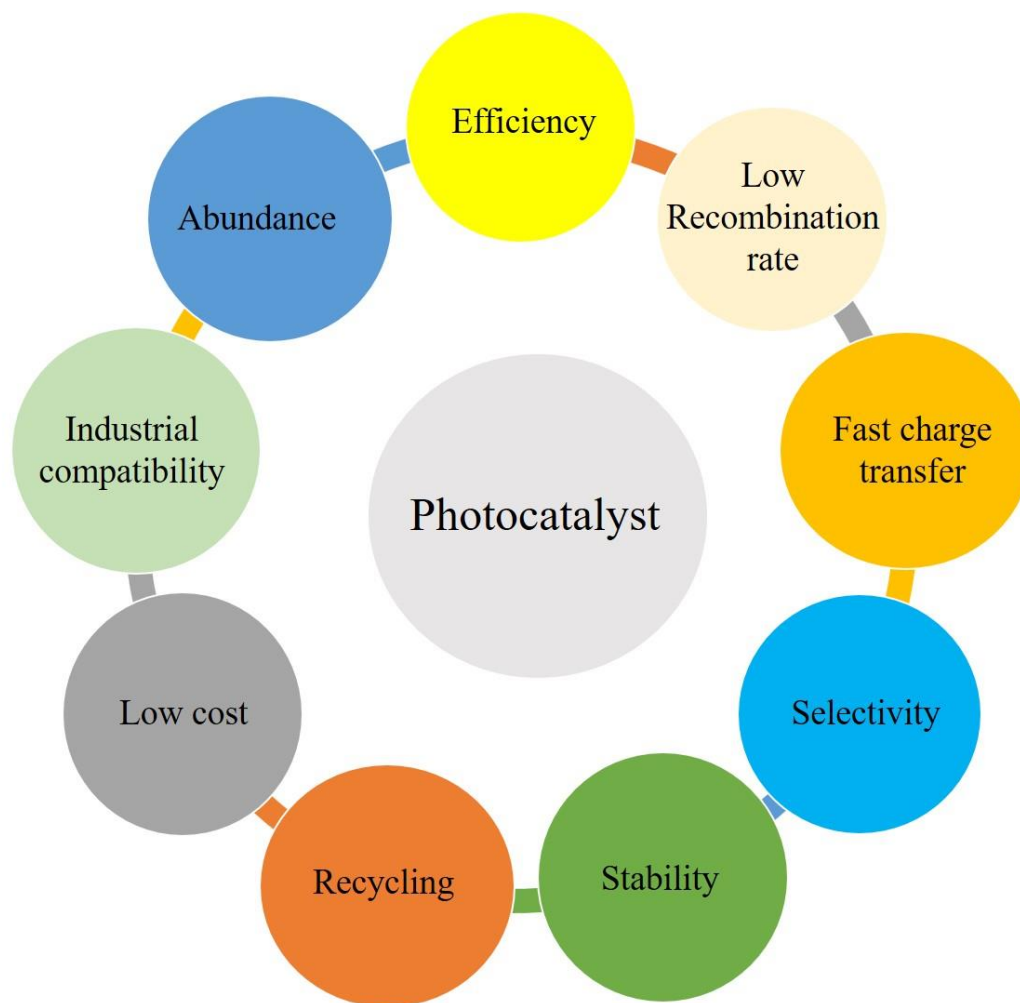 Efficiency
Low
Recombination
rate
Abundance
Industrial
compatibility
Fast charge
transfer
Photocatalyst
Low cost
Selectivity
Recycling
Stability